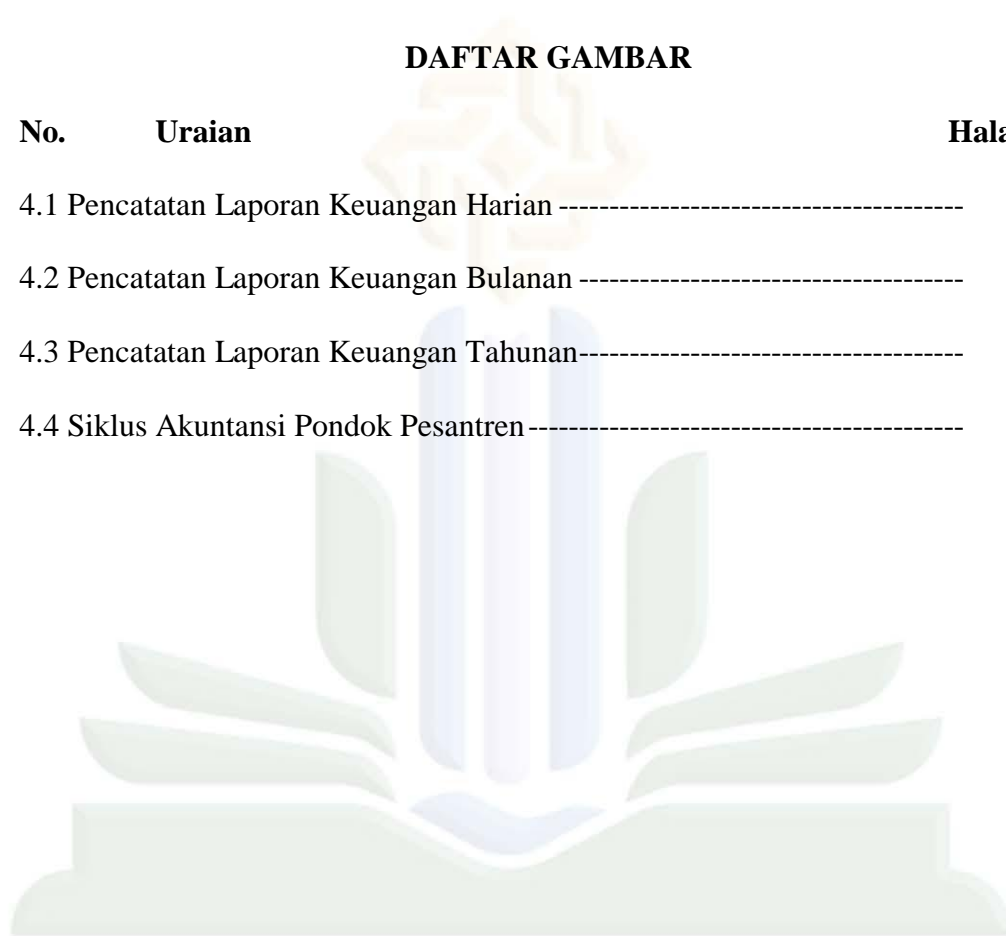 DAFTAR GAMBAR
No. Uraian Hala
4.1 Pencatatan Laporan Keuangan Harian ----------------------------------------
4.2 Pencatatan Laporan Keuangan Bulanan --------------------------------------
4.3 Pencatatan Laporan Keuangan Tahunan--------------------------------------
4.4 Siklus Akuntansi Pondok Pesantren-------------------------------------------